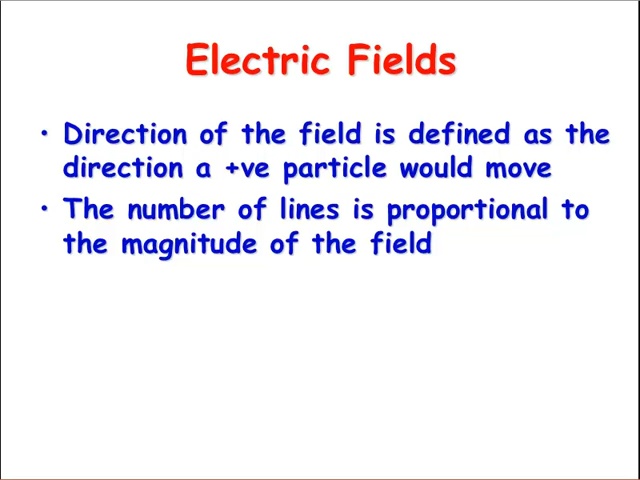 Electric Fields
• Direction of the field is defined as the
direction a +ve particle would move
• The number of lines is proportional to
the magnitude of the field